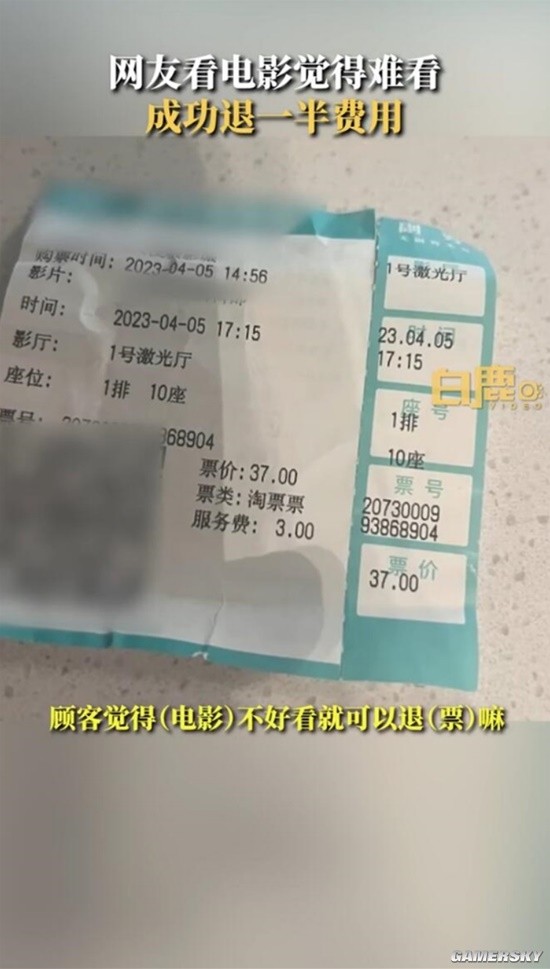 网友看电影觉得难看
成功退一半费用
购票时间: 2023-04-05 14:56
影片:
时间: 2023-04-05 17:15
影厅: 1号激光厅
座位: 1排 10座
票号: 68904
票价: 37.00
票类: 淘票票
服务费: 3.00
1号激光厅
时间
23.04.05
17:15
座号
1排
10座
票号
20730009
93868904
票价
37.00
白鹿
VIDEO
顾客觉得(电影)不好看就可以退(票)嘛
GAMERSKY